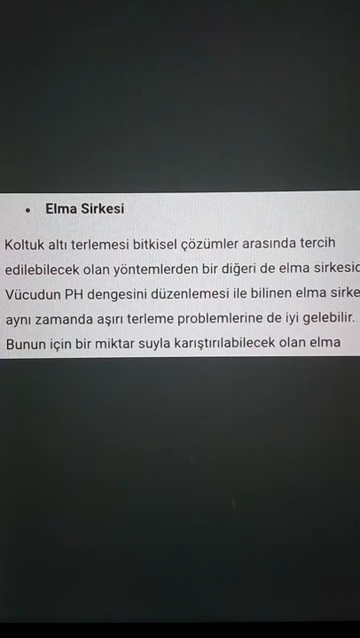 • Elma Sirkesi
Koltuk altı terlemesi bitkisel çözümler arasında tercih
edilebilecek olan yöntemlerden bir diğeri de elma
Vücudun PH dengesini düzenlemesi ile bilinen elma
aynı zamanda aşırı terleme problemlerine de iyi gelebilir.
Bunun için bir miktar suyla karıştırılabilecek olan elma